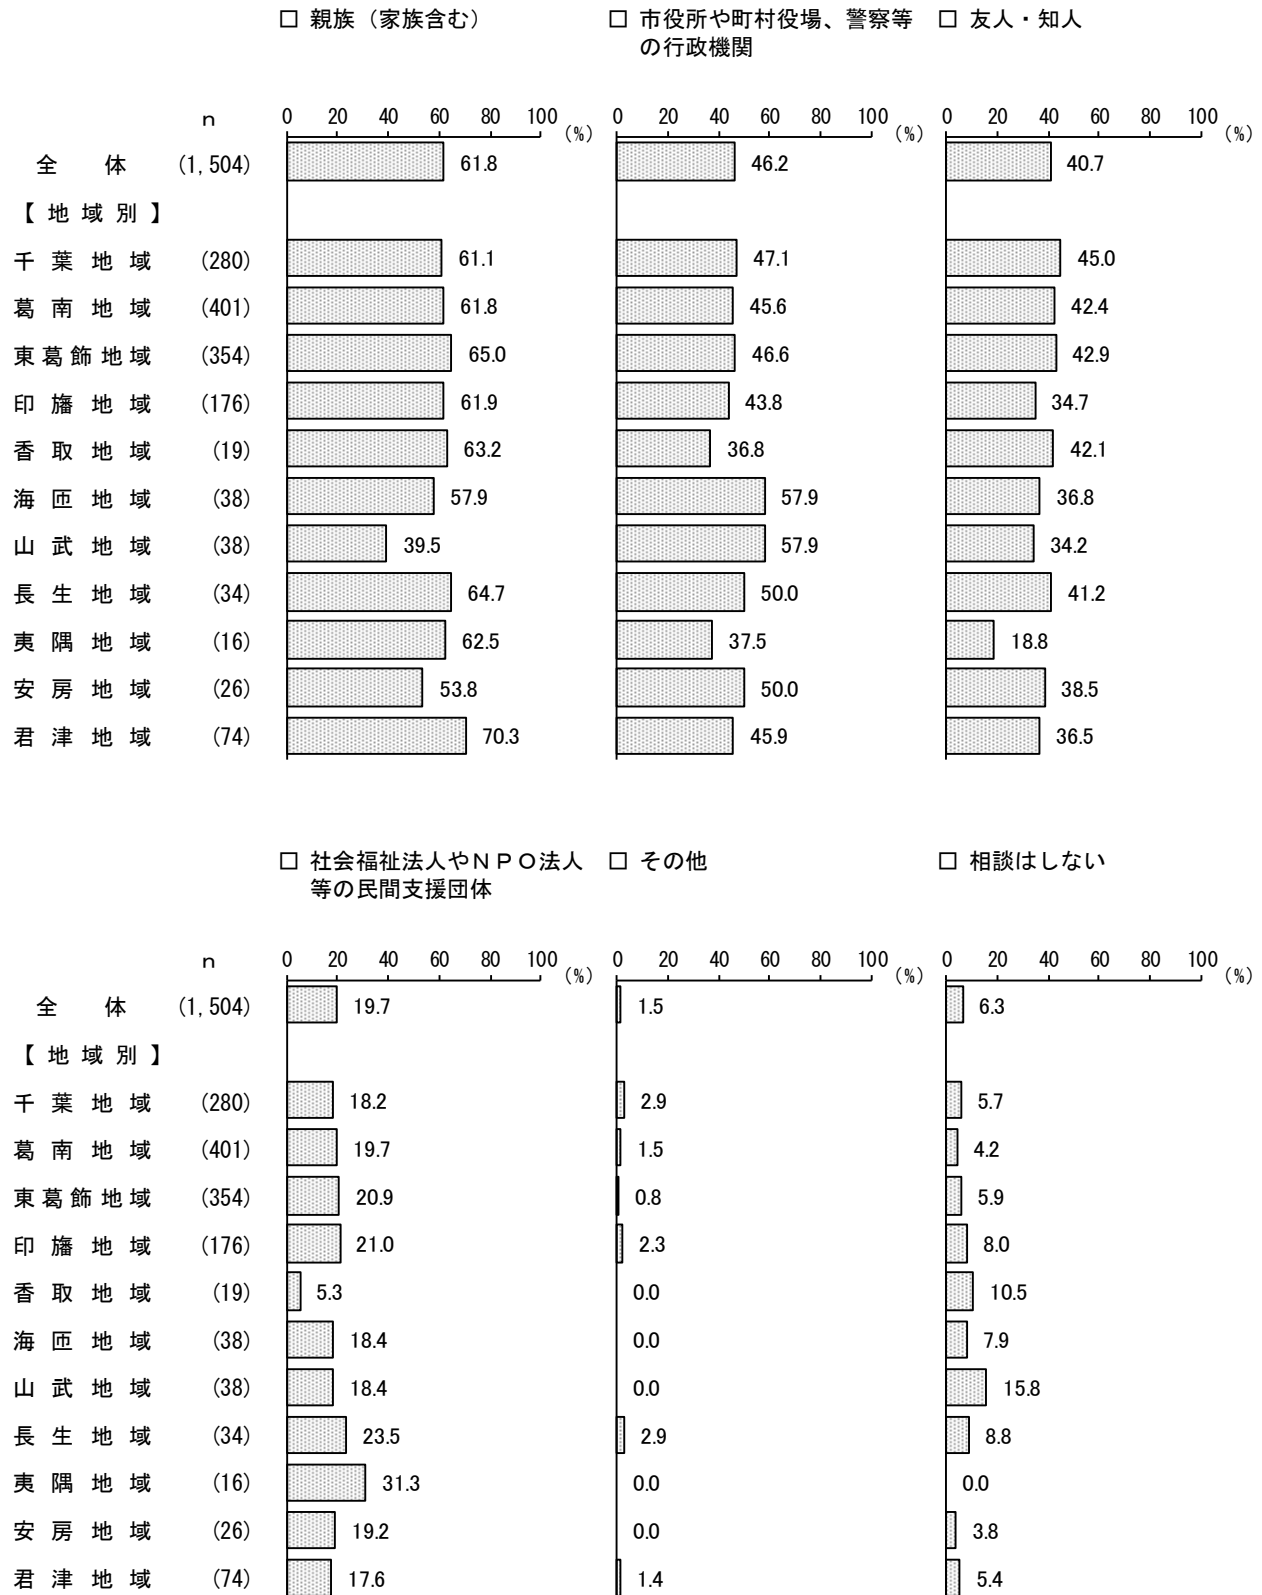 □ 親族（家族含む） □ 市役所や町村役場、警察等 □ 友人・知人
の行政機関
n 0 20 40 60 80 100 0 20 40 60 80 100 0 20 40 60 80 100
(%) (%) (%)
全 体 (1,504) 61.8 46.2 40.7
【地域別】
千葉地域 (280) 61.1 47.1 45.0
葛南地域 (401) 61.8 45.6 42.4
東葛飾地域 (354) 65.0 46.6 42.9
印旛地域 (176) 61.9 43.8 34.7
香取地域 (19) 63.2 36.8 42.1
海匝地域 (38) 57.9 57.9 36.8
山武地域 (38) 39.5 57.9 34.2
長生地域 (34) 64.7 50.0 41.2
夷隅地域 (16) 62.5 37.5 18.8
安房地域 (26) 53.8 50.0 38.5
君津地域 (74) 70.3 45.9 36.5
□ 社会福祉法人やＮＰＯ法人 □ その他 □ 相談はしない
等の民間支援団体
n 0 20 40 60 80 100 0 20 40 60 80 100 0 20 40 60 80 100
(%) (%) (%)
全 体 (1,504) 19.7 1.5 6.3
【地域別】
千葉地域 (280) 18.2 2.9 5.7
葛南地域 (401) 19.7 1.5 4.2
東葛飾地域 (354) 20.9 0.8 5.9
印旛地域 (176) 21.0 2.3 8.0
香取地域 (19) 5.3 0.0 10.5
海匝地域 (38) 18.4 0.0 7.9
山武地域 (38) 18.4 0.0 15.8
長生地域 (34) 23.5 2.9 8.8
夷隅地域 (16) 31.3 0.0 0.0
安房地域 (26) 19.2 0.0 3.8
君津地域 (74) 17.6 1.4 5.4